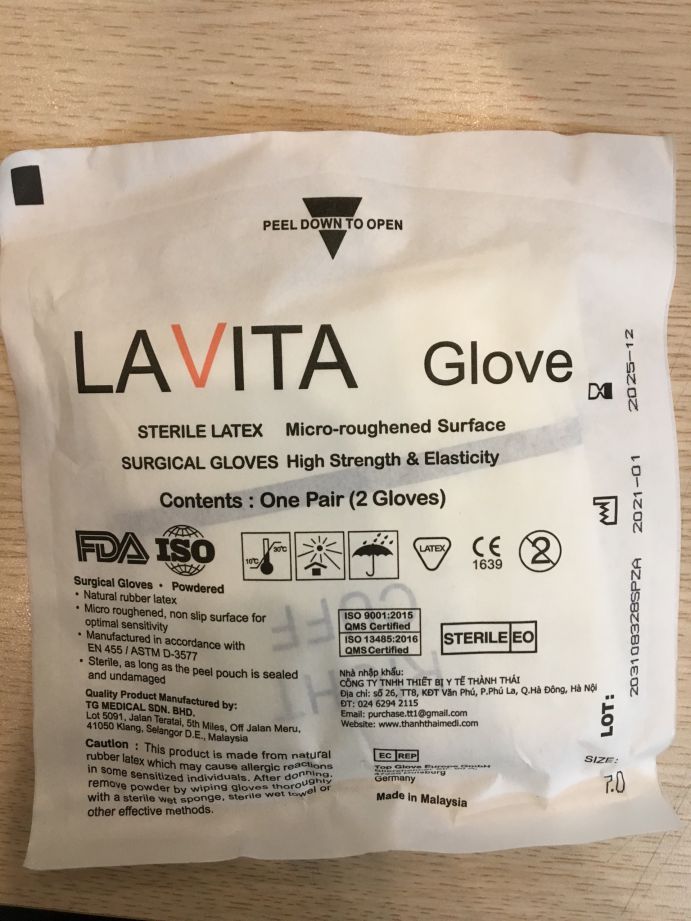 PEEL DOWN TO OPEN
LAVITA Glove
STERILE LATEX Micro-roughened Surface
SURGICAL GLOVES High Strength & Elasticity
Contents : One Pair (2 Gloves)
FDA ISO
10°C 30°C
LATEX
CE
1639
2
Surgical Gloves • Powdered
• Natural rubber latex
• Micro roughened, non slip surface for
optimal sensitivity
• Manufactured in accordance with
EN 455 / ASTM D-3577
• Sterile, as long as the peel pouch is sealed
and undamaged
Quality Product Manufactured by:
TG MEDICAL SDN. BHD.
Lot 5091, Jalan Teratai, 5th Miles, Off Jalan Meru,
41050 Klang, Selangor D.E., Malaysia
Caution : This product is made from natural
rubber latex which may cause allergic reactions
in some sensitized individuals. After donning,
remove powder by wiping gloves thoroughly
with a sterile wet sponge, sterile wet towel or
other effective methods.
ISO 9001:2015
QMS Certified
ISO 13485:2016
QMS Certified
STERILE EO
Nhà nhập khẩu:
CÔNG TY TNHH THIẾT BỊ Y TẾ THÀNH THÁI
Địa chỉ: số 26, TT8, KĐT Văn Phú, P.Phú La, Q.Hà Đông, Hà Nội
ĐT: 024 6294 2115
Email: purchase.tt1@gmail.com
Website: www.thanhthaimedi.com
EC REP
Top Glove Europe GmbH
Germany
Made in Malaysia
2025-12
2021-01
LOT: 203108328SPZA
SIZE:
7.0